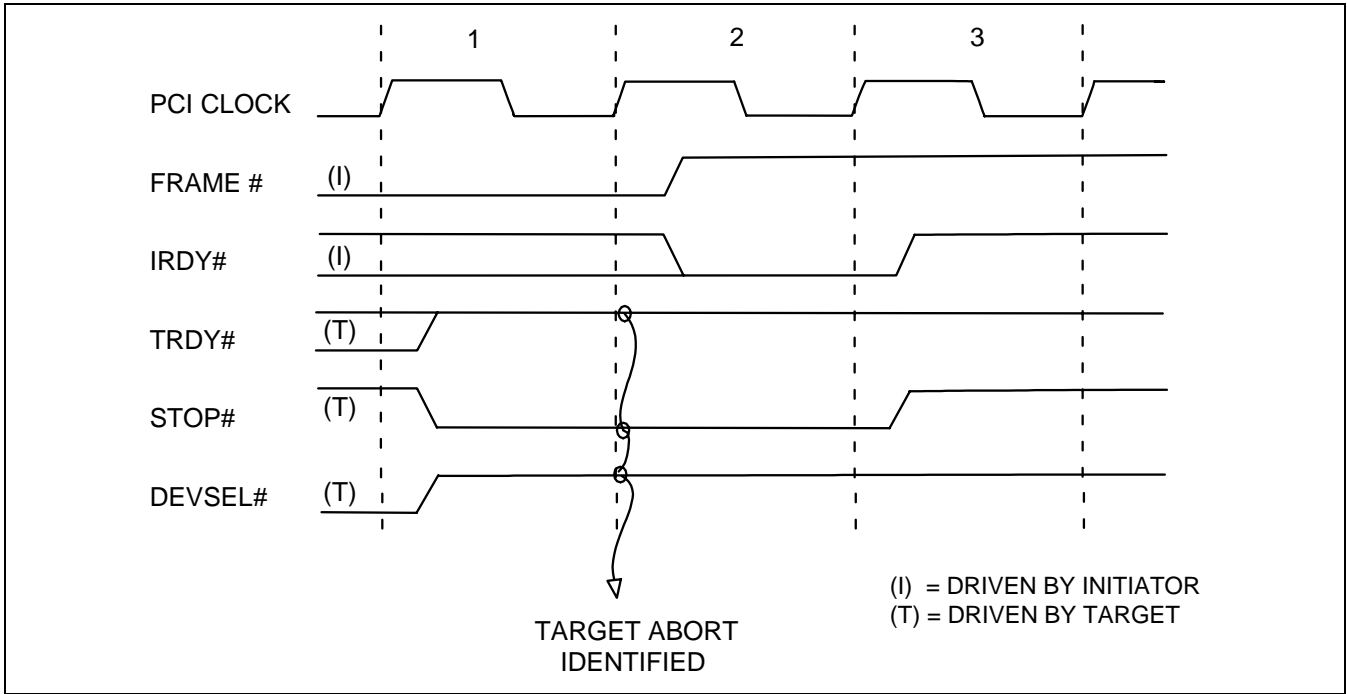 1 2 3
PCI CLOCK
FRAME # (I)
IRDY# (I)
TRDY# (T)
STOP# (T)
DEVSEL# (T)
(I) = DRIVEN BY INITIATOR
(T) = DRIVEN BY TARGET
TARGET ABORT
IDENTIFIED